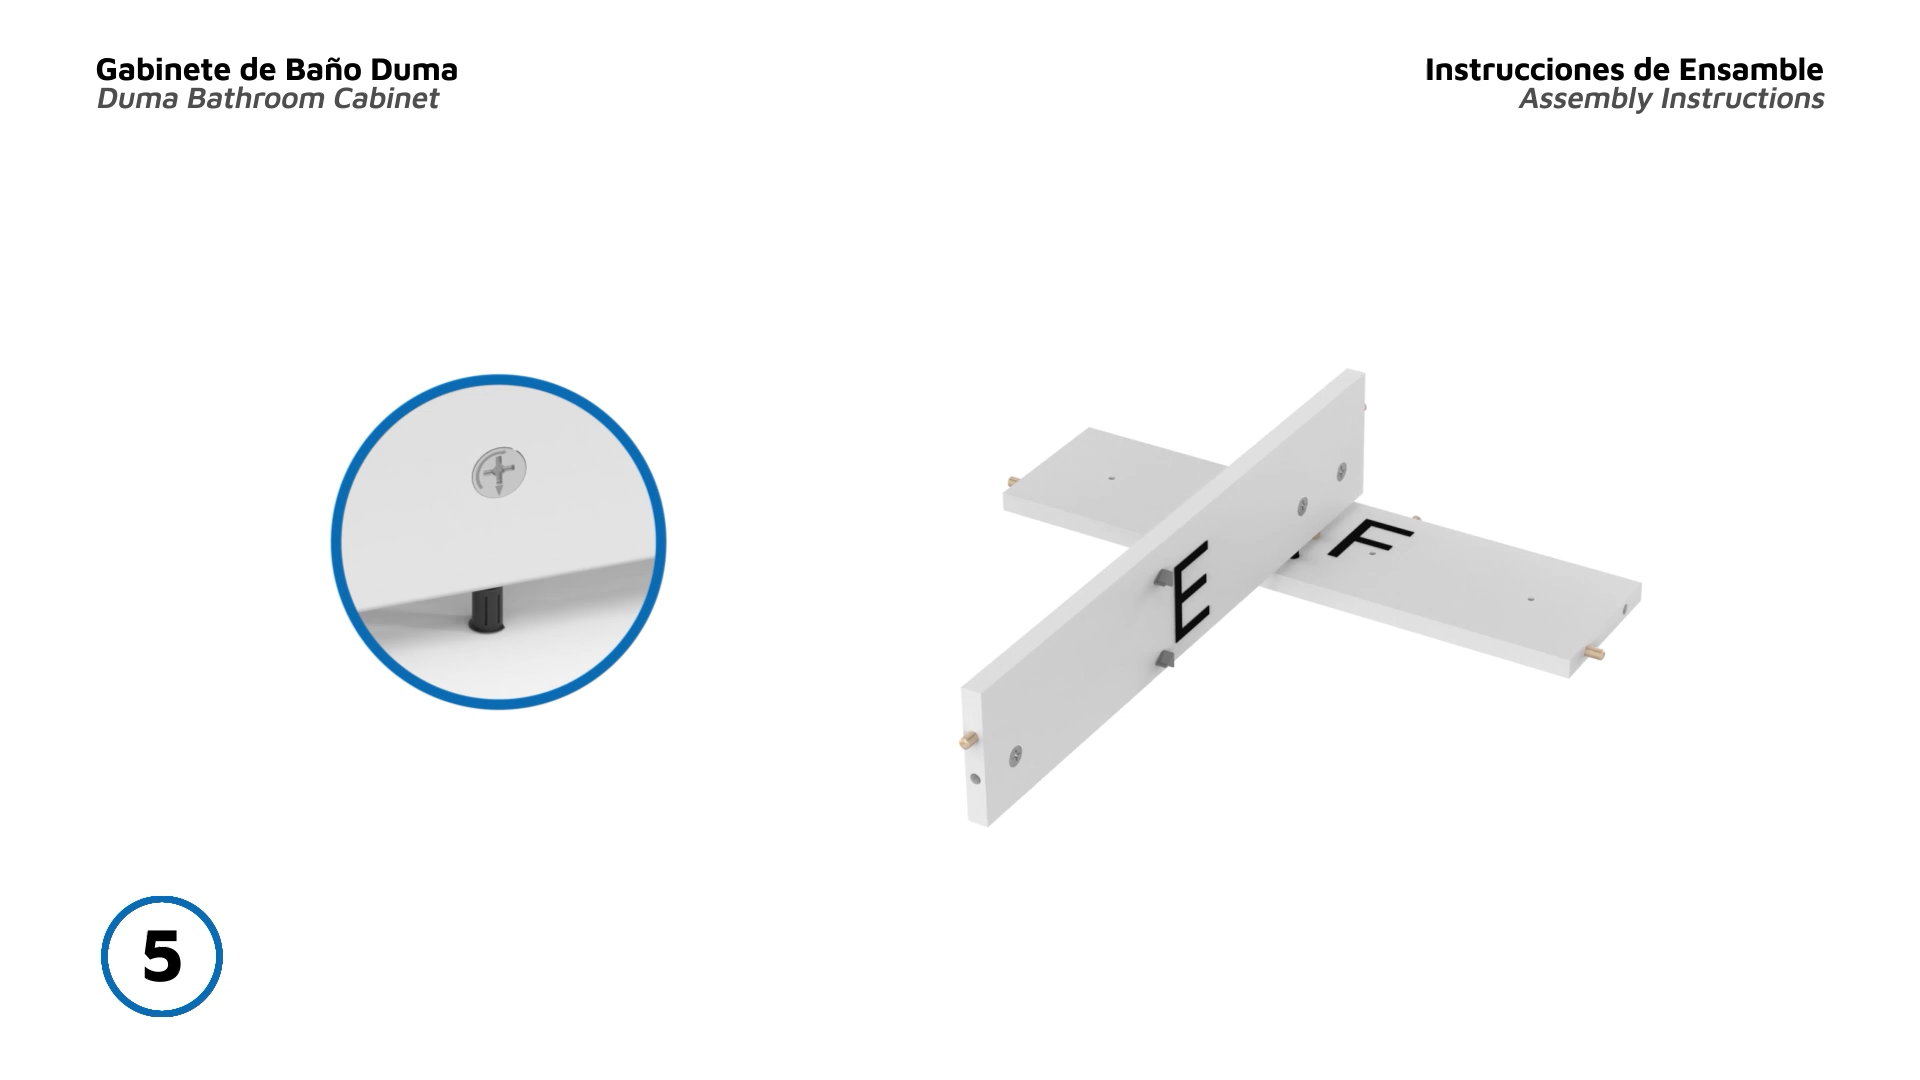 Gabinete de Baño Duma
Duma Bathroom Cabinet
Instrucciones de Ensamble
Assembly Instructions
E
F
5